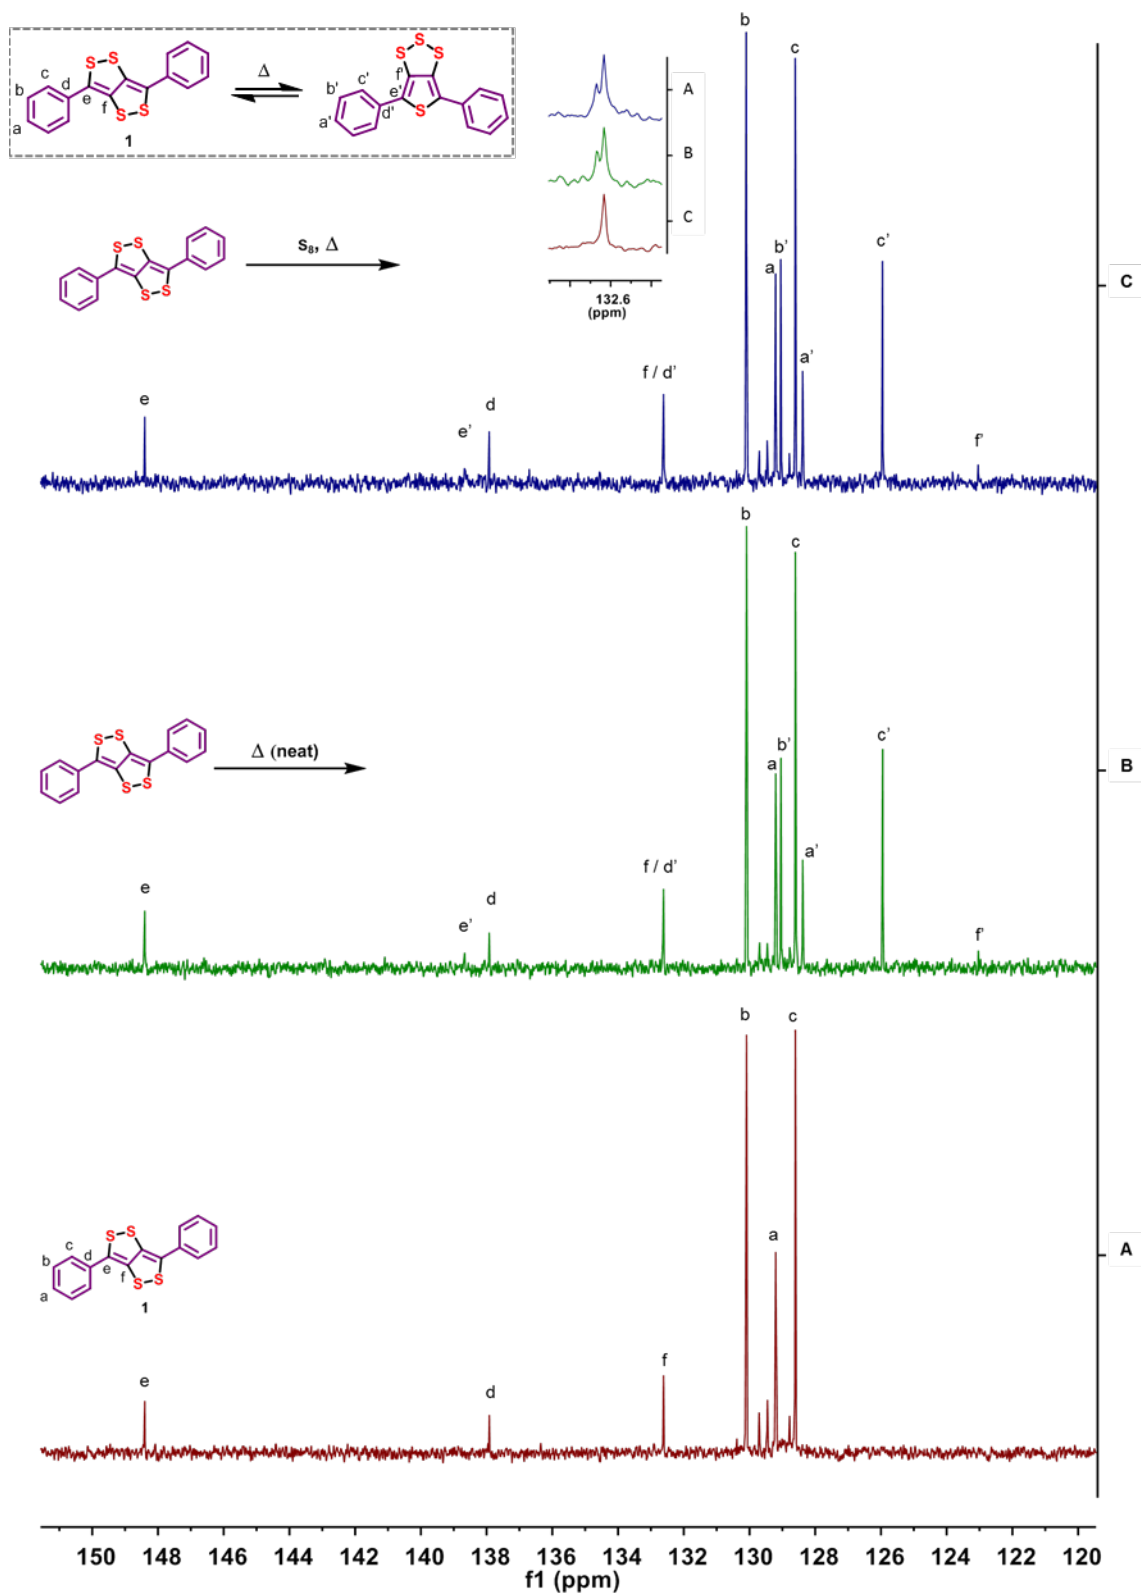 S S S
S S
b c
c S S
c c' f'
b d b' e'
e f a' d' S
a S S
1
Δ
A
B
C
132.6
(ppm)
S S
S S
S₈, Δ
C
e e' d f / d' b a b' c a' c' f'
S S
S S
Δ (neat)
B
e e' d f / d' b a b' c a' c' f'
S S
c
b d
e f
a S S
1
A
e d f b a c
150 148 146 144 142 140 138 136 134 132 130 128 126 124 122 120
f1 (ppm)